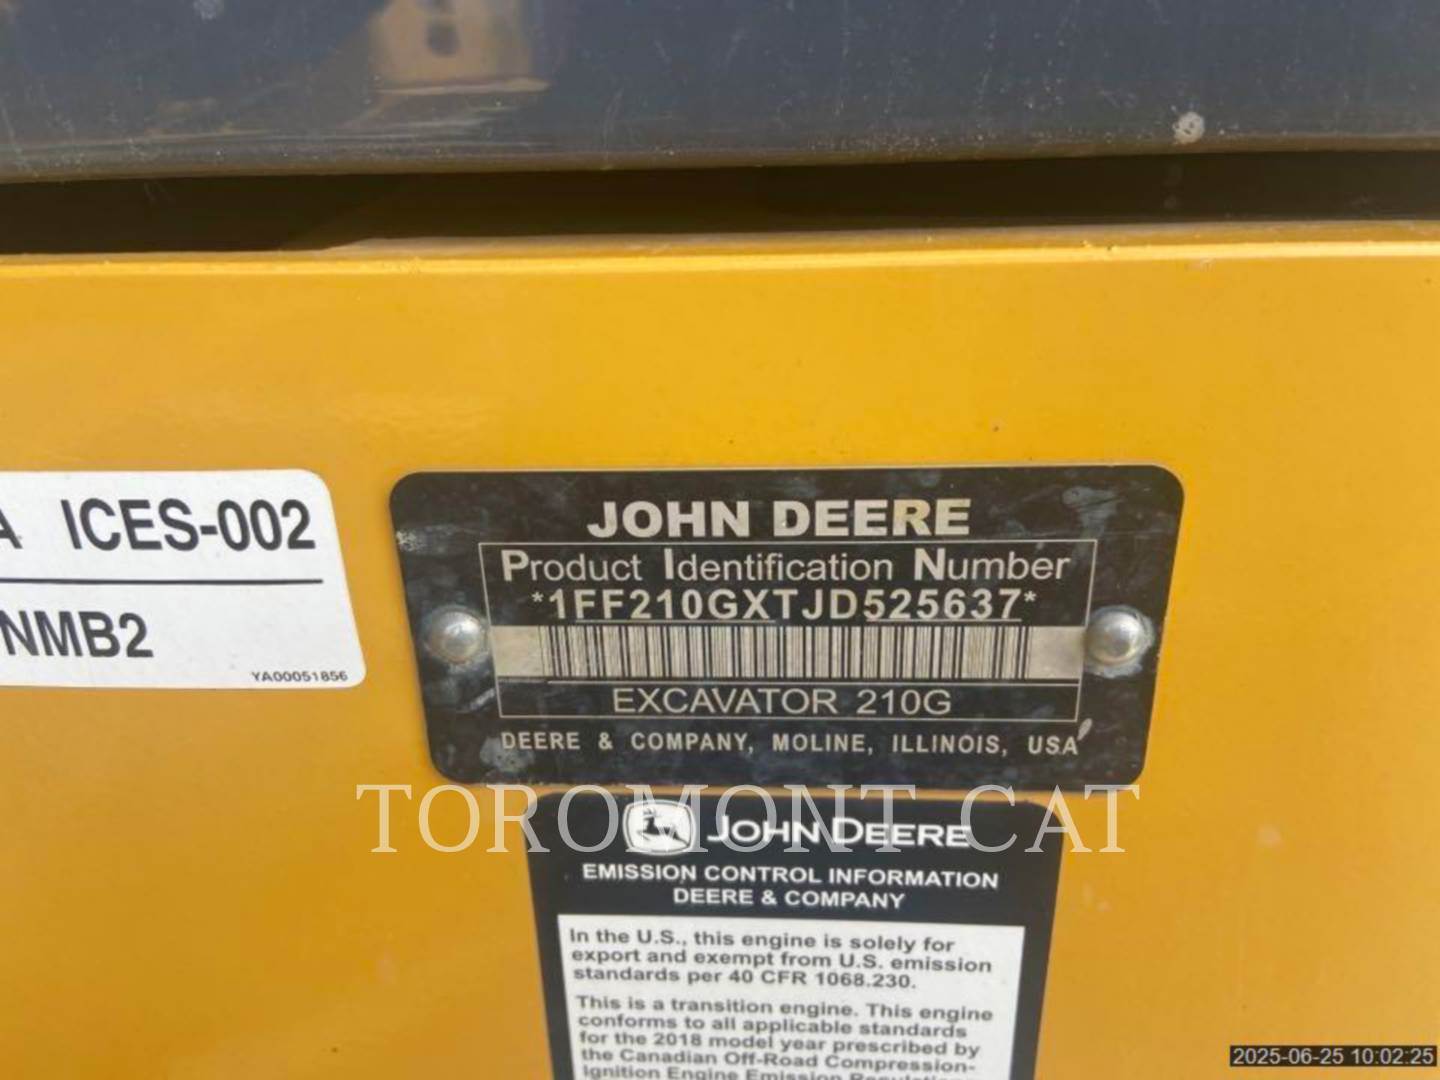 A ICES-002
NMB2
YA00051856
JOHN DEERE
Product Identification Number
*1FF210GXTJD525637*
EXCAVATOR 210G
DEERE & COMPANY, MOLINE, ILLINOIS, USA
TOROMONT CAT
JOHN DEERE
EMISSION CONTROL INFORMATION
DEERE & COMPANY
In the U.S., this engine is solely for
export and exempt from U.S. emission
standards per 40 CFR 1068.230.
This is a transition engine. This engine
conforms to all applicable standards
for the 2018 model year prescribed by
the Canadian Off-Road Compression-
Ignition Engine Emission
2025-06-25 10:02:25